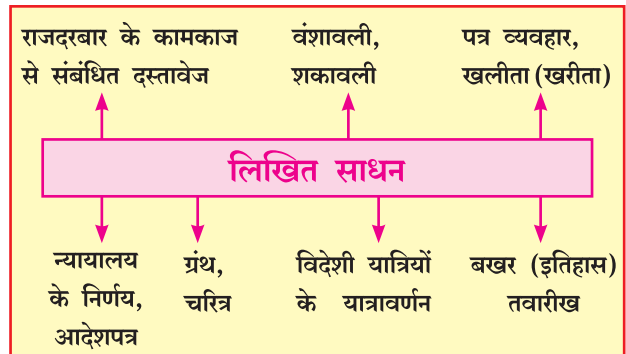 राजदरबार के कामकाज
से संबंधित दस्तावेज
वंशावली,
शकावली
पत्र व्यवहार,
खलीता (खरीता)
लिखित साधन
न्यायालय
के निर्णय,
आदेशपत्र
ग्रंथ,
चरित्र
विदेशी यात्रियों
के यात्रावर्णन
बखर (इतिहास)
तवारीख